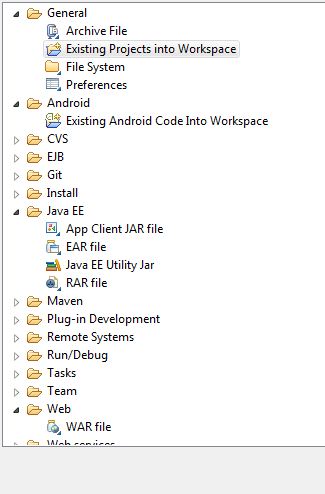 General
Archive File
Existing Projects into Workspace
File System
Preferences
Android
Existing Android Code Into Workspace
CVS
EJB
Git
Install
Java EE
App Client JAR file
EAR file
Java EE Utility Jar
RAR file
Maven
Plug-in Development
Remote Systems
Run/Debug
Tasks
Team
Web
WAR file
Web services